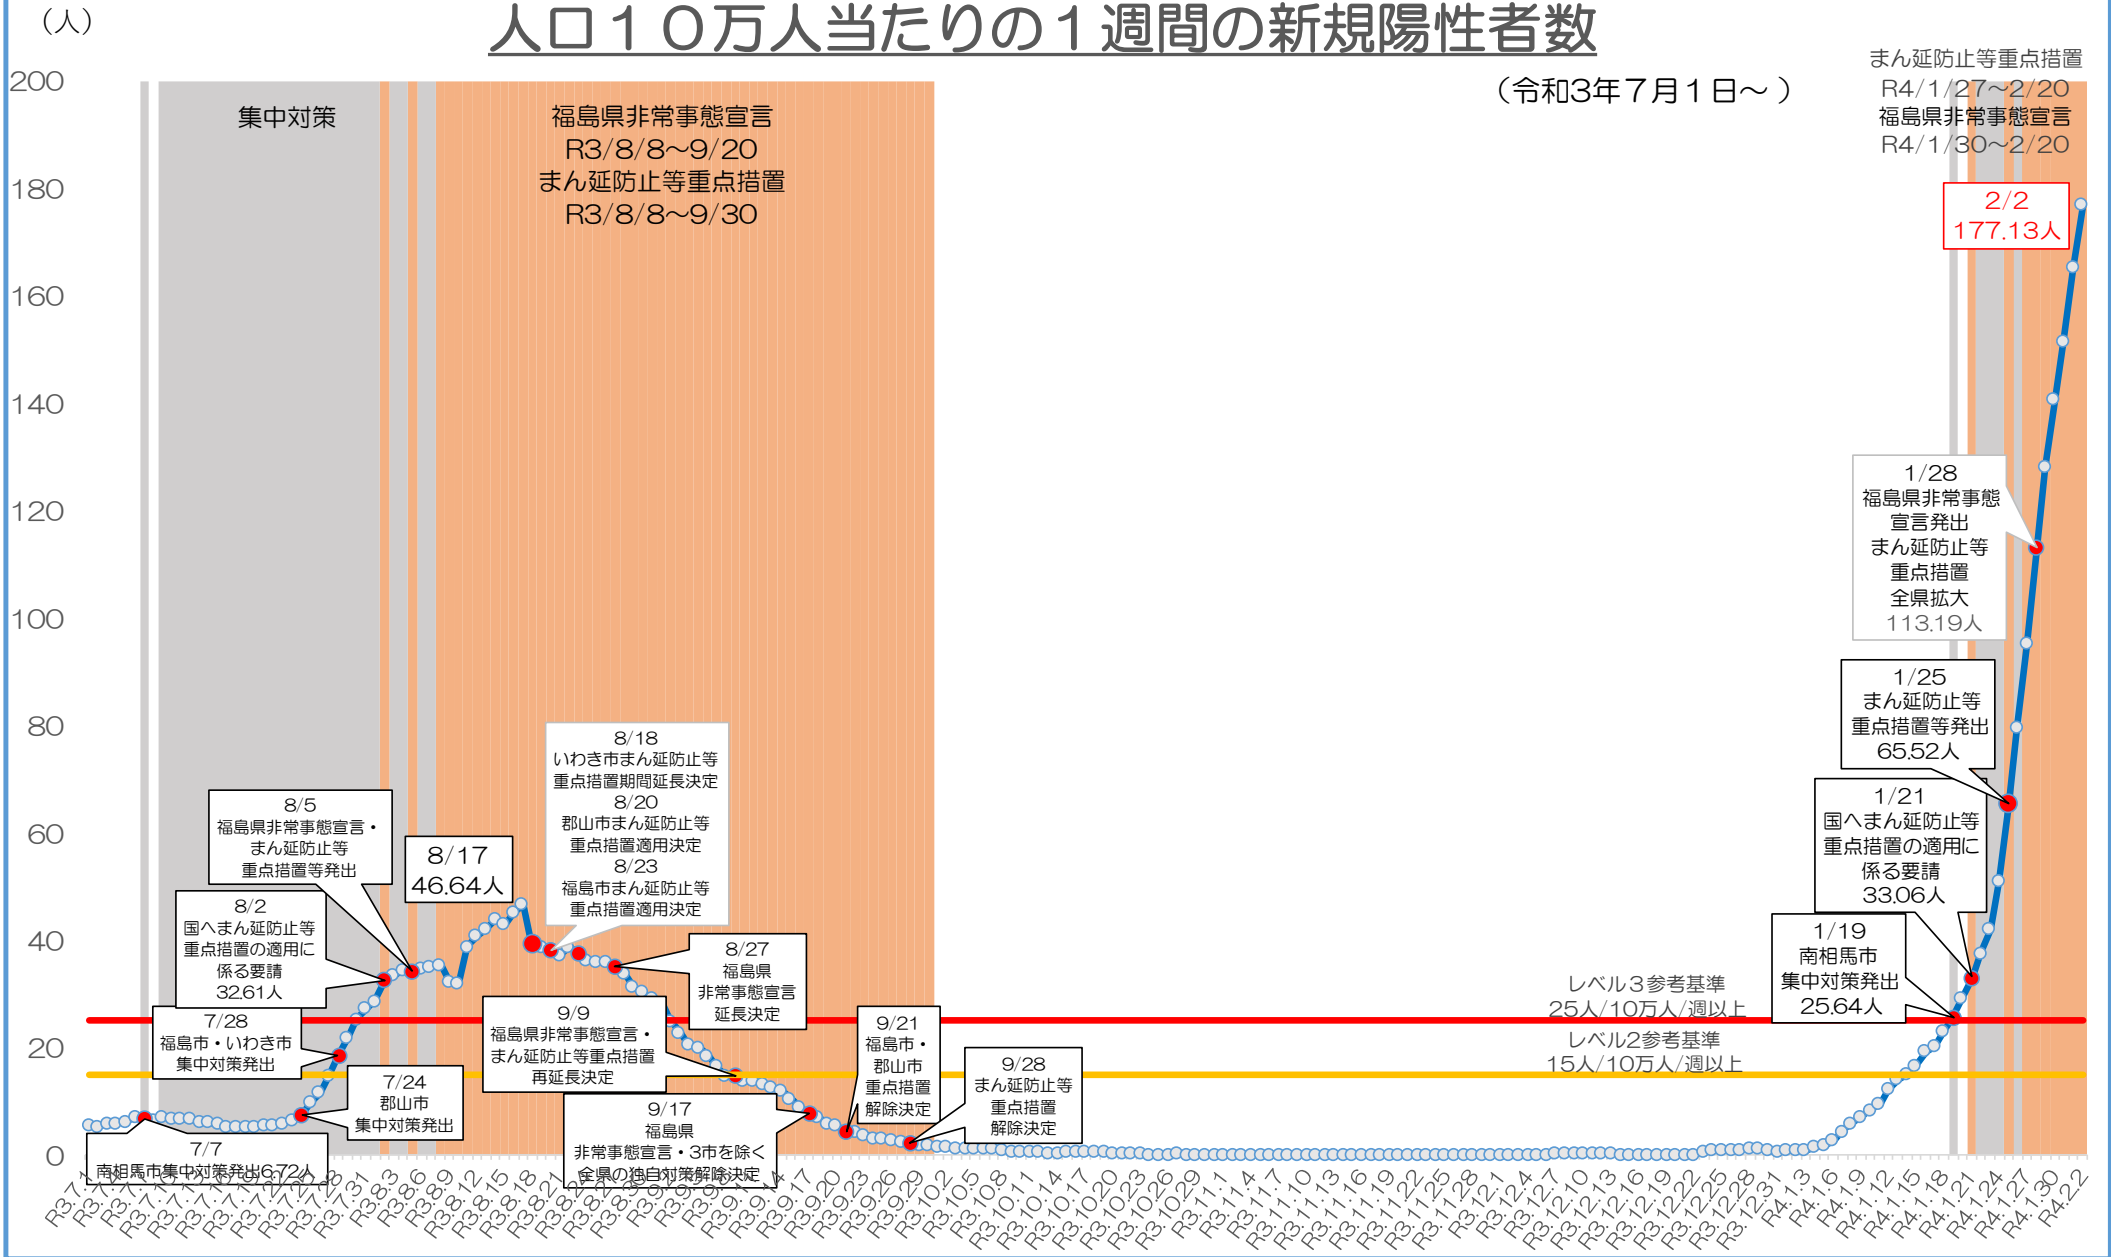 （人）
人口１０万人当たりの１週間の新規陽性者数
（令和3年７月１日～ ）
200
180
160
140
120
100
80
60
40
20
0
集中対策
福島県非常事態宣言
R3/8/8～9/20
まん延防止等重点措置
R3/8/8～9/30
まん延防止等重点措置
R4/1/27～2/20
福島県非常事態宣言
R4/1/30～2/20
2/2
177.13人
1/28
福島県非常事態
宣言発出
まん延防止等
重点措置
全県拡大
113.19人
1/25
まん延防止等
重点措置等発出
65.52人
1/21
国へまん延防止等
重点措置の適用に
係る要請
33.06人
1/19
南相馬市
集中対策発出
25.64人
レベル３参考基準
25人/10万人/週以上
レベル2参考基準
15人/10万人/週以上
8/18
いわき市まん延防止等
重点措置期間延長決定
8/20
郡山市まん延防止等
重点措置適用決定
8/23
福島市まん延防止等
重点措置適用決定
8/5
福島県非常事態宣言・
まん延防止等
重点措置等発出
8/17
46.64人
8/2
国へまん延防止等
重点措置の適用に
係る要請
32.61人
7/28
福島市・いわき市
集中対策発出
7/24
郡山市
集中対策発出
7/7
南相馬市集中対策発出6.72人
8/27
福島県
非常事態宣言
延長決定
9/9
福島県非常事態宣言・
まん延防止等重点措置
再延長決定
9/17
福島県
非常事態宣言・3市を除く
全県の独自対策解除決定
9/21
福島市・
郡山市
重点措置
解除決定
9/28
まん延防止等
重点措置
解除決定
R3.7.1
R3.7.31
R3.8.3
R3.8.6
R3.8.9
R3.8.12
R3.8.15
R3.8.18
R3.9.17
R3.9.20
R3.9.23
R3.9.26
R3.9.29
R3.10.2
R3.10.5
R3.10.8
R3.10.11
R3.10.14
R3.10.17
R3.10.20
R3.10.23
R3.10.26
R3.10.29
R3.11.1
R3.11.4
R3.11.7
R3.11.10
R3.11.13
R3.11.16
R3.11.19
R3.11.22
R3.11.25
R3.11.28
R3.12.1
R3.12.4
R3.12.7
R3.12.10
R3.12.13
R3.12.16
R3.12.19
R3.12.22
R3.12.25
R3.12.28
R3.12.31
R4.1.3
R4.1.6
R4.1.9
R4.1.12
R4.1.15
R4.1.18
R4.1.21
R4.1.24
R4.1.27
R4.1.30
R4.2.2